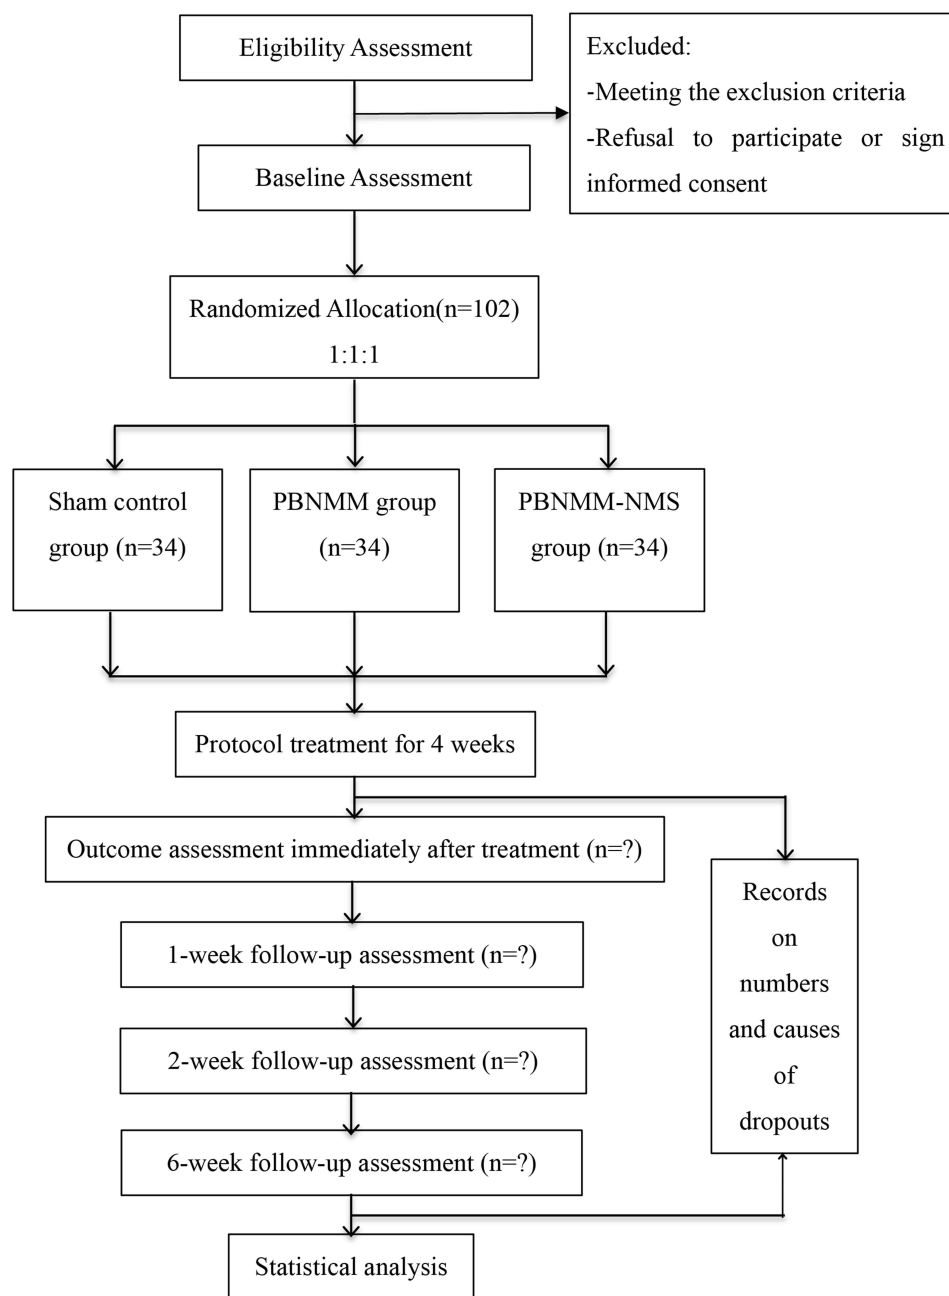 Eligibility Assessment
Excluded:
-Meeting the exclusion criteria
-Refusal to participate or sign
informed consent
Baseline Assessment
Randomized Allocation(n=102)
1:1:1
Sham control
group (n=34)
PBNMM group
(n=34)
PBNMM-NMS
group (n=34)
Protocol treatment for 4 weeks
Outcome assessment immediately after treatment (n=?)
1-week follow-up assessment (n=?)
2-week follow-up assessment (n=?)
6-week follow-up assessment (n=?)
Records
on
numbers
and causes
of
dropouts
Statistical analysis